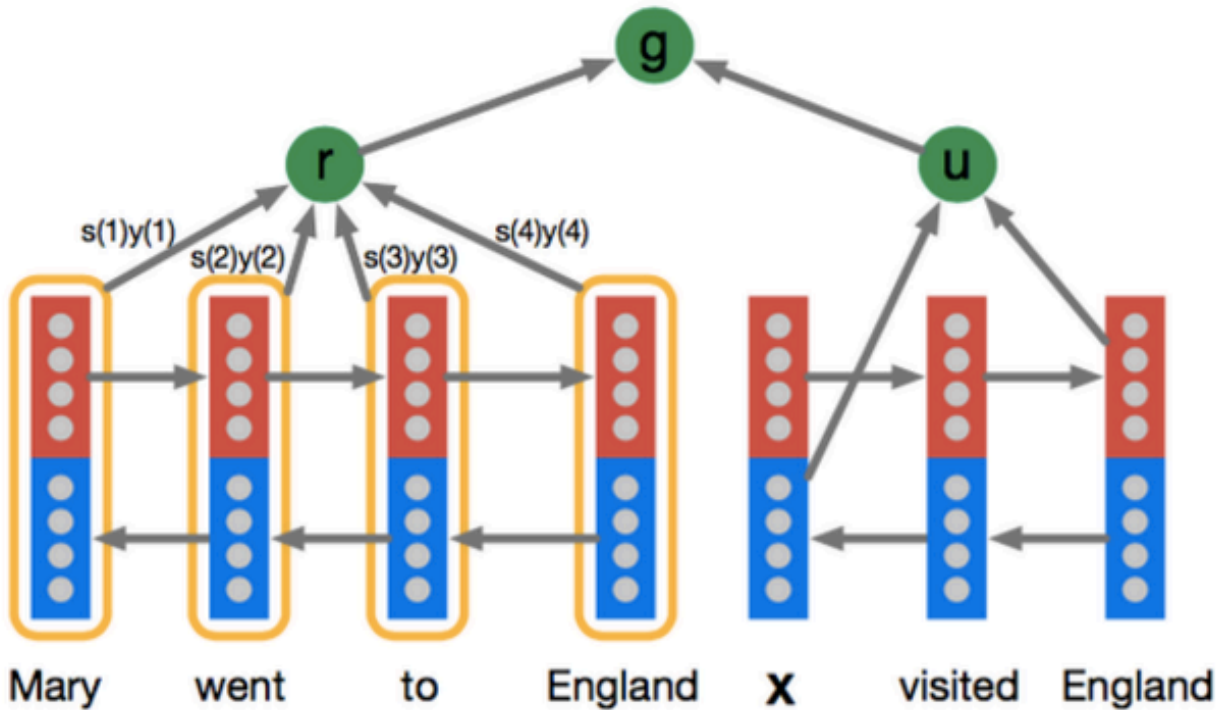 g
r
u
s(1)y(1)
s(2)y(2)
s(3)y(3)
s(4)y(4)
Mary went to England x visited England